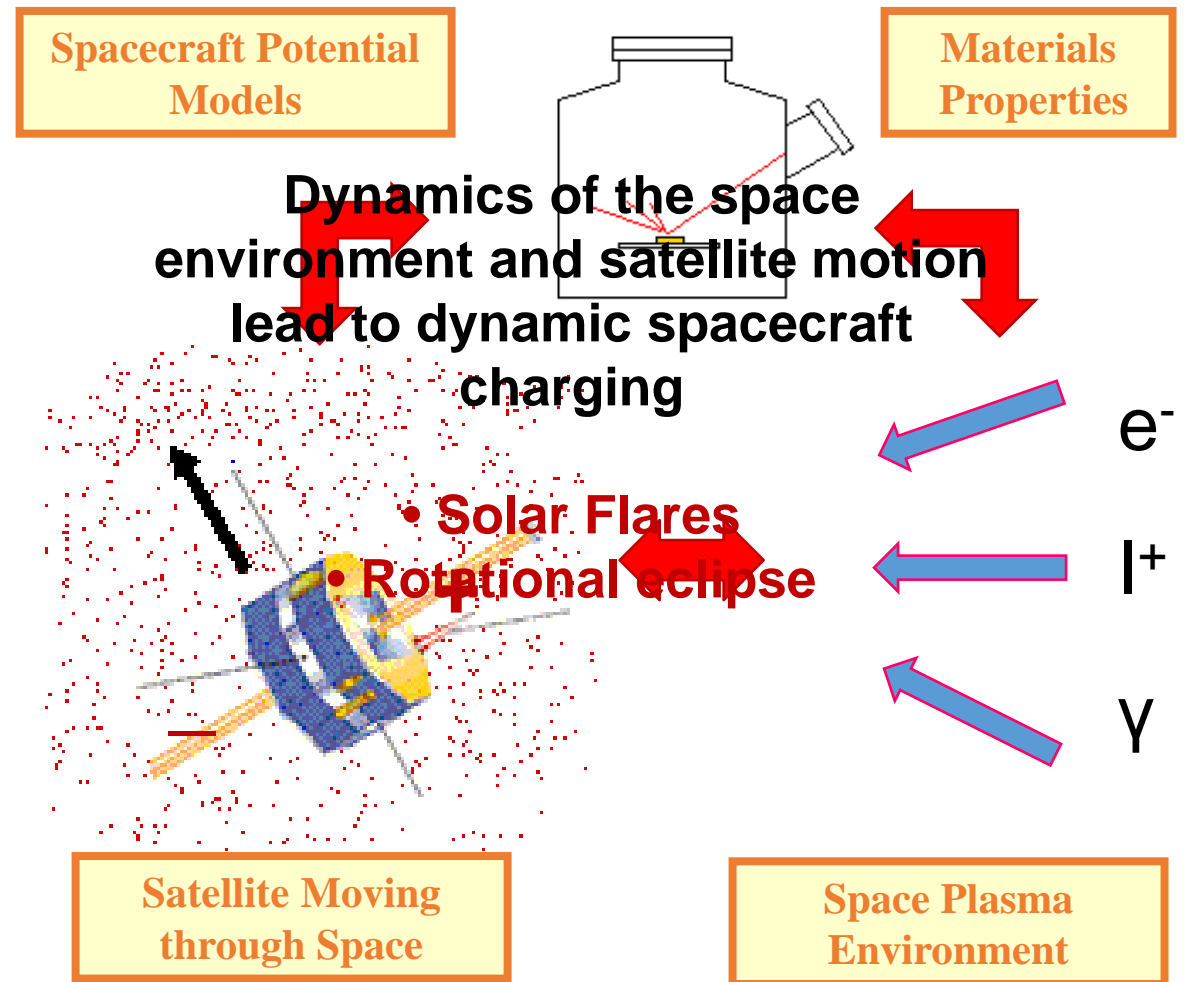 Spacecraft Potential
Models
Materials
Properties
Dynamics of the space
environment and satellite motion
lead to dynamic spacecraft
charging
e⁻
• Solar Flares
• Rotational eclipse
+
I⁺
γ
—
Satellite Moving
through Space
Space Plasma
Environment